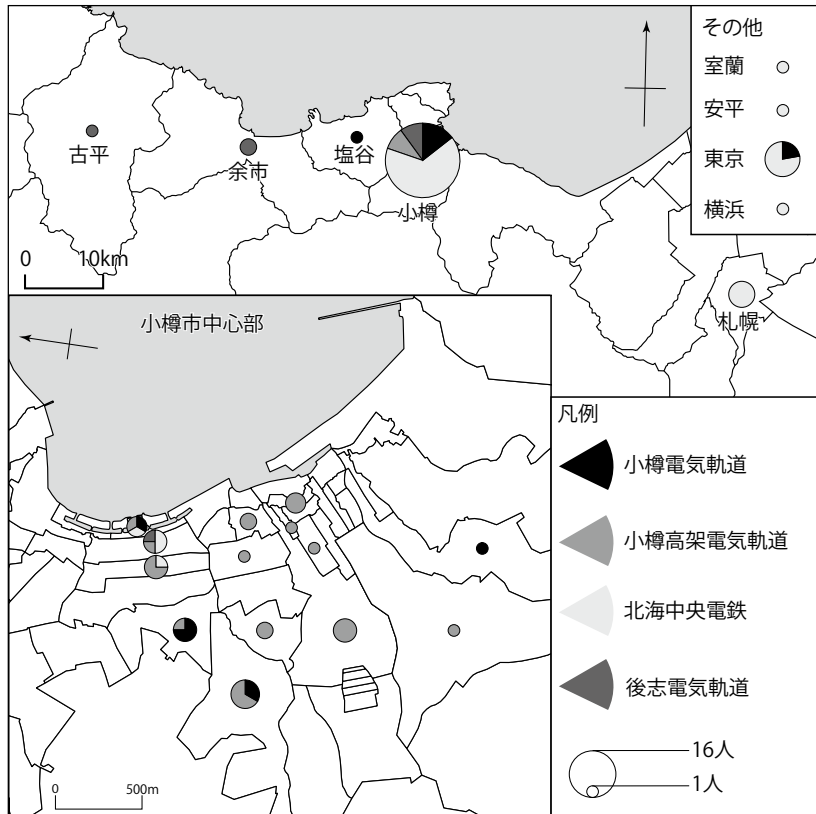 その他
室蘭
安平
東京
横浜
古平
余市
塩谷
小樽
札幌
0 10km
小樽市中心部
0 500m
凡例
小樽電気軌道
小樽高架電気軌道
北海中央電鉄
後志電気軌道
16人
1人